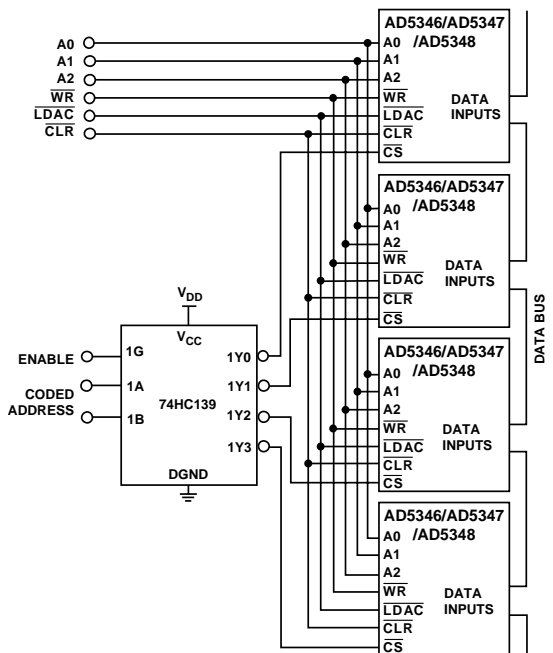 A0
A1
A2
WR
LDAC
CLR
AD5346/AD5347
/AD5348
A0
A1
A2
WR
LDAC
CLR
CS
DATA
INPUTS
AD5346/AD5347
/AD5348
A0
A1
A2
WR
LDAC
CLR
CS
DATA
INPUTS
AD5346/AD5347
/AD5348
A0
A1
A2
WR
LDAC
CLR
CS
DATA
INPUTS
AD5346/AD5347
/AD5348
A0
A1
A2
WR
LDAC
CLR
CS
DATA
INPUTS
DATA BUS
VDD
VCC
ENABLE
CODED
ADDRESS
1G
1A
1B
74HC139
1Y0
1Y1
1Y2
1Y3
DGND